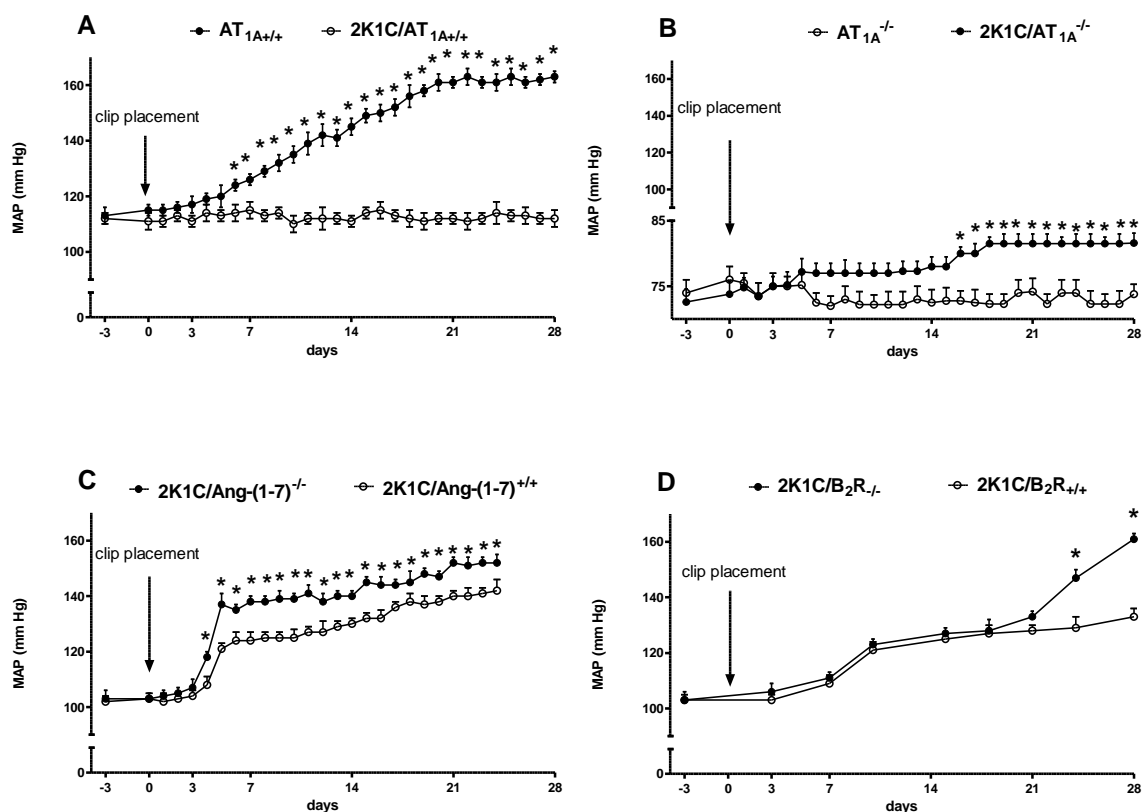 A
AT1A+/+ 2K1C/AT1A+/+
160
140
120
100
0
MAP (mm Hg)
clip placement
* * * * * * * * * * * * * * * * * * * * * * *
-3 0 3 7 14 21 28
days
B
AT1A-/- 2K1C/AT1A-/-
160
140
120
100
85
75
MAP (mm Hg)
clip placement
* * * * * * * * * * * * *
-3 0 3 7 14 21 28
days
C
2K1C/Ang-(1-7)-/- 2K1C/Ang-(1-7)+/+
160
140
120
100
0
MAP (mm Hg)
clip placement
* * * * * * * * * * * * * * * * * * * * *
-3 0 3 7 14 21 28
days
D
2K1C/B2R-/- 2K1C/B2R+/+
160
140
120
100
0
MAP (mm Hg)
clip placement
* *
-3 0 3 7 14 21 28
days